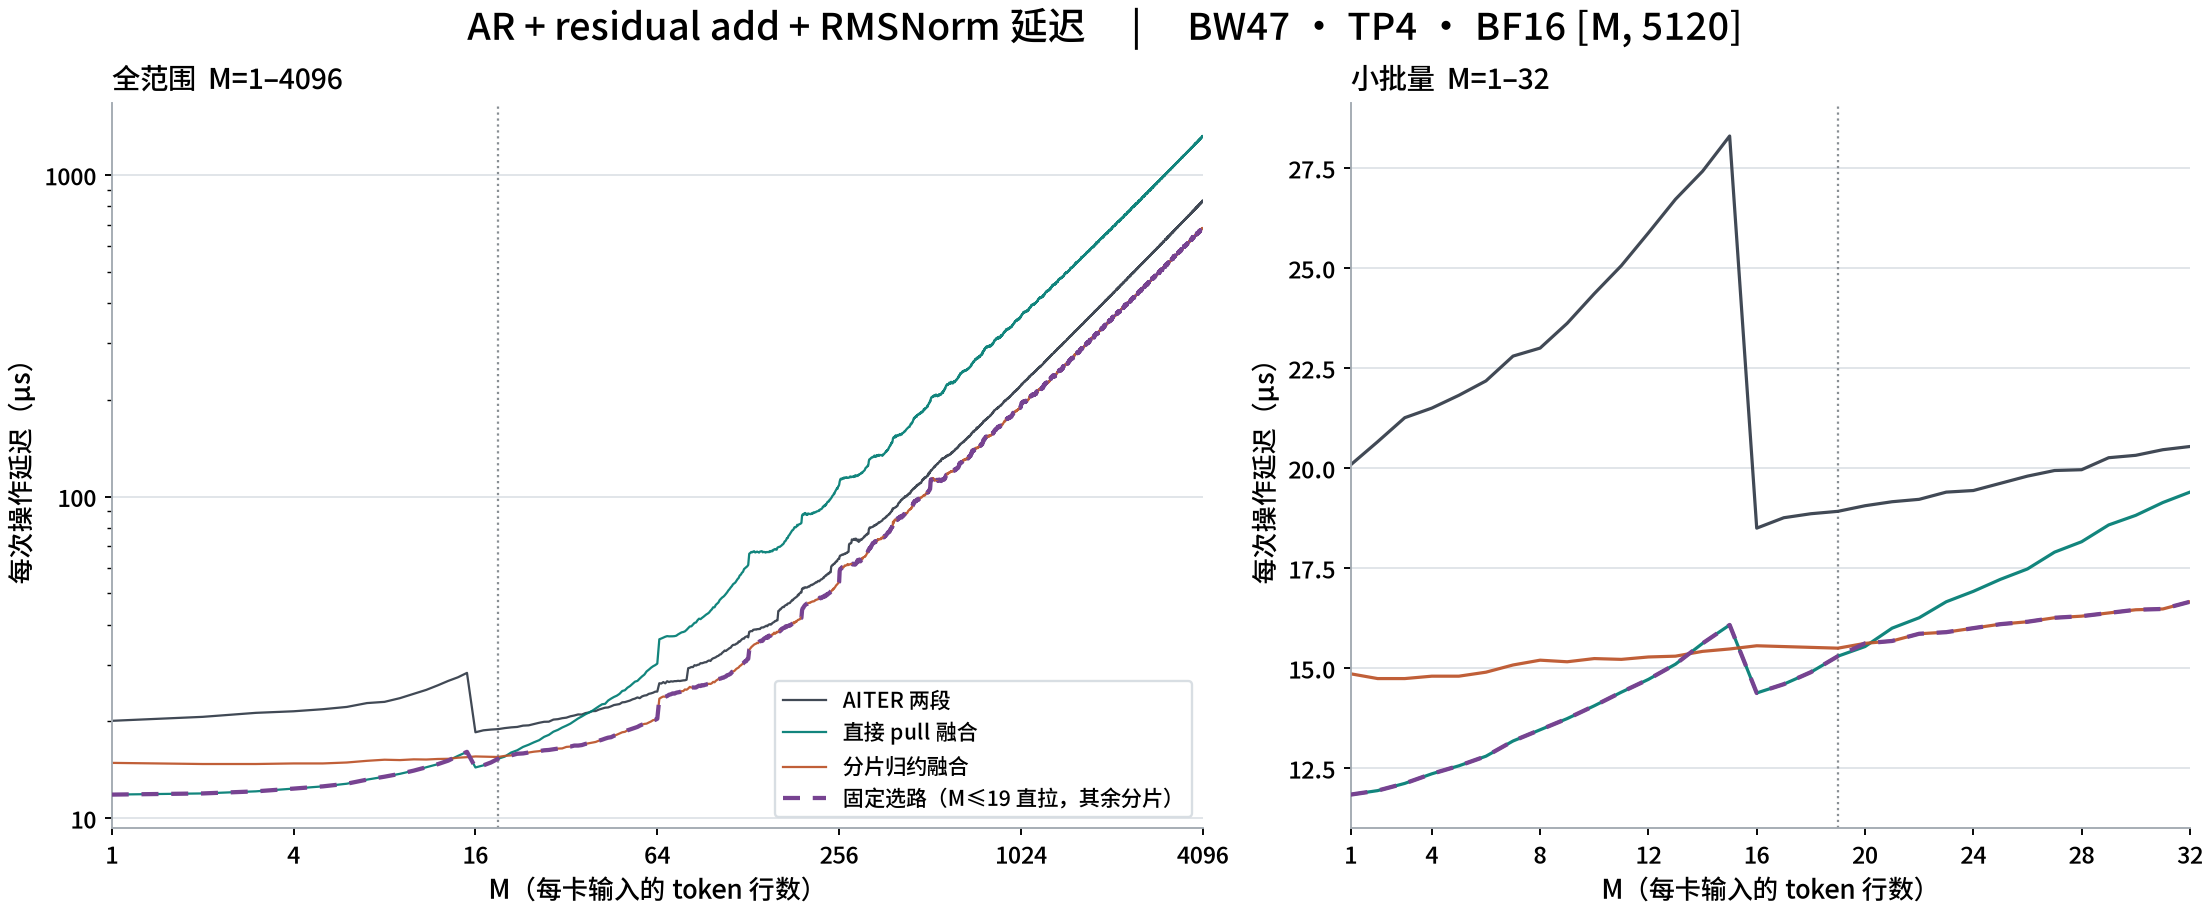 AR + residual add + RMSNorm 延迟 | BW47 · TP4 · BF16 [M, 5120]
全范围 M=1–4096
每次操作延迟（μs）
1000
100
10
1 4 16 64 256 1024 4096
M（每卡输入的 token 行数）
AITER 两段
直接 pull 融合
分片归约融合
固定选路（M≤19 直拉，其余分片）
小批量 M=1–32
每次操作延迟（μs）
27.5
25.0
22.5
20.0
17.5
15.0
12.5
1 4 8 12 16 20 24 28 32
M（每卡输入的 token 行数）